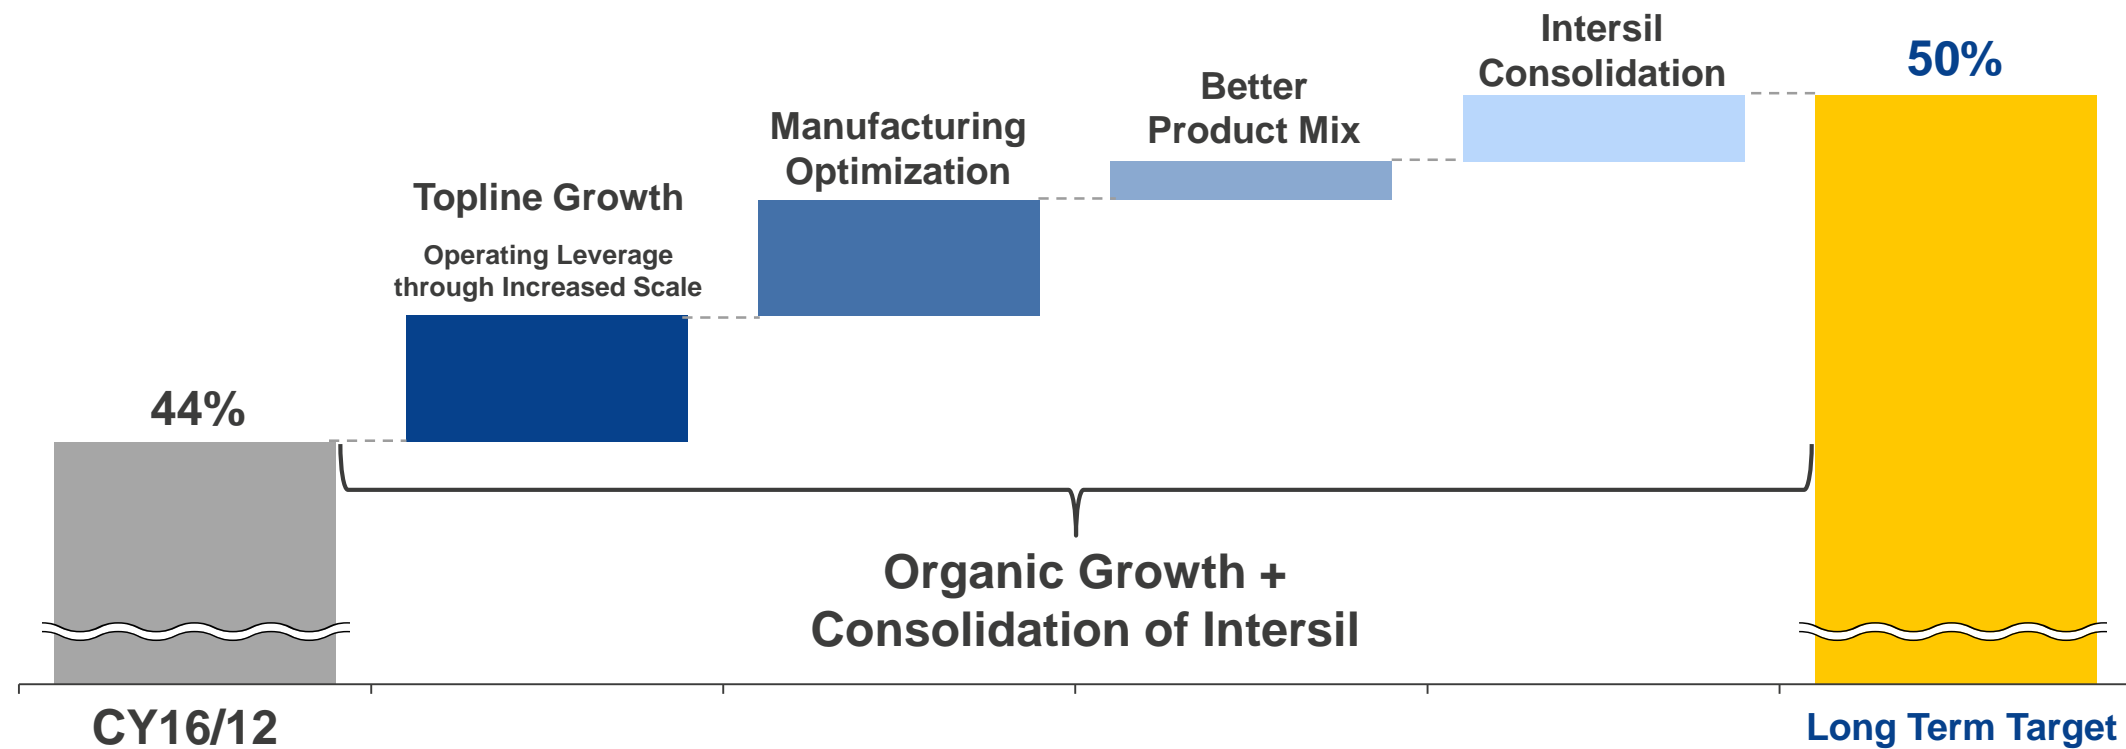 44%
CY16/12
Topline Growth
Operating Leverage
through Increased Scale
Manufacturing
Optimization
Better
Product Mix
Intersil
Consolidation
50%
Long Term Target
Organic Growth +
Consolidation of Intersil